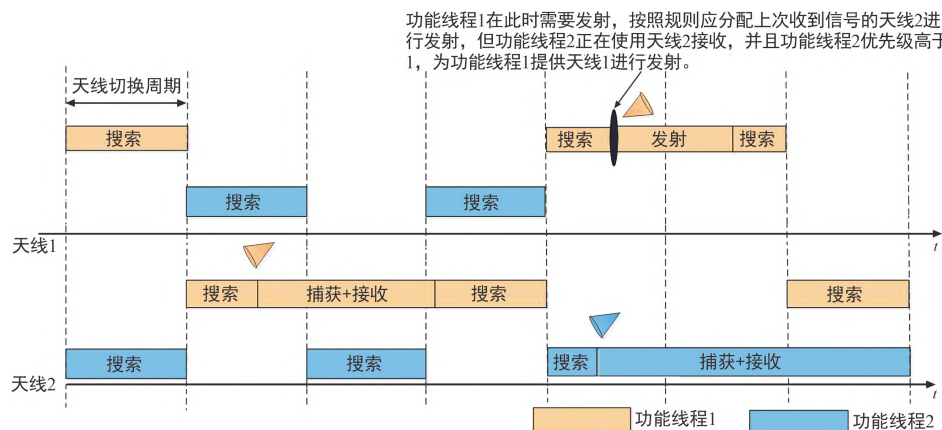 功能线程1在此时需要发射，按照规则应分配上次收到信号的天线2进
行发射，但功能线程2正在使用天线2接收，并且功能线程2优先级高于
1，为功能线程1提供天线1进行发射。
天线切换周期
搜索
搜索
发射
搜索
搜索
搜索
天线1
t
搜索
捕获+接收
搜索
搜索
搜索
搜索
搜索
捕获+接收
天线2
t
功能线程1
功能线程2